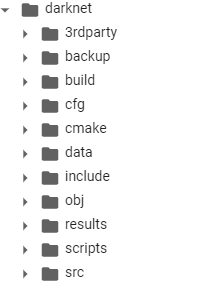 darknet
3rdparty
backup
build
cfg
cmake
data
include
obj
results
scripts
src